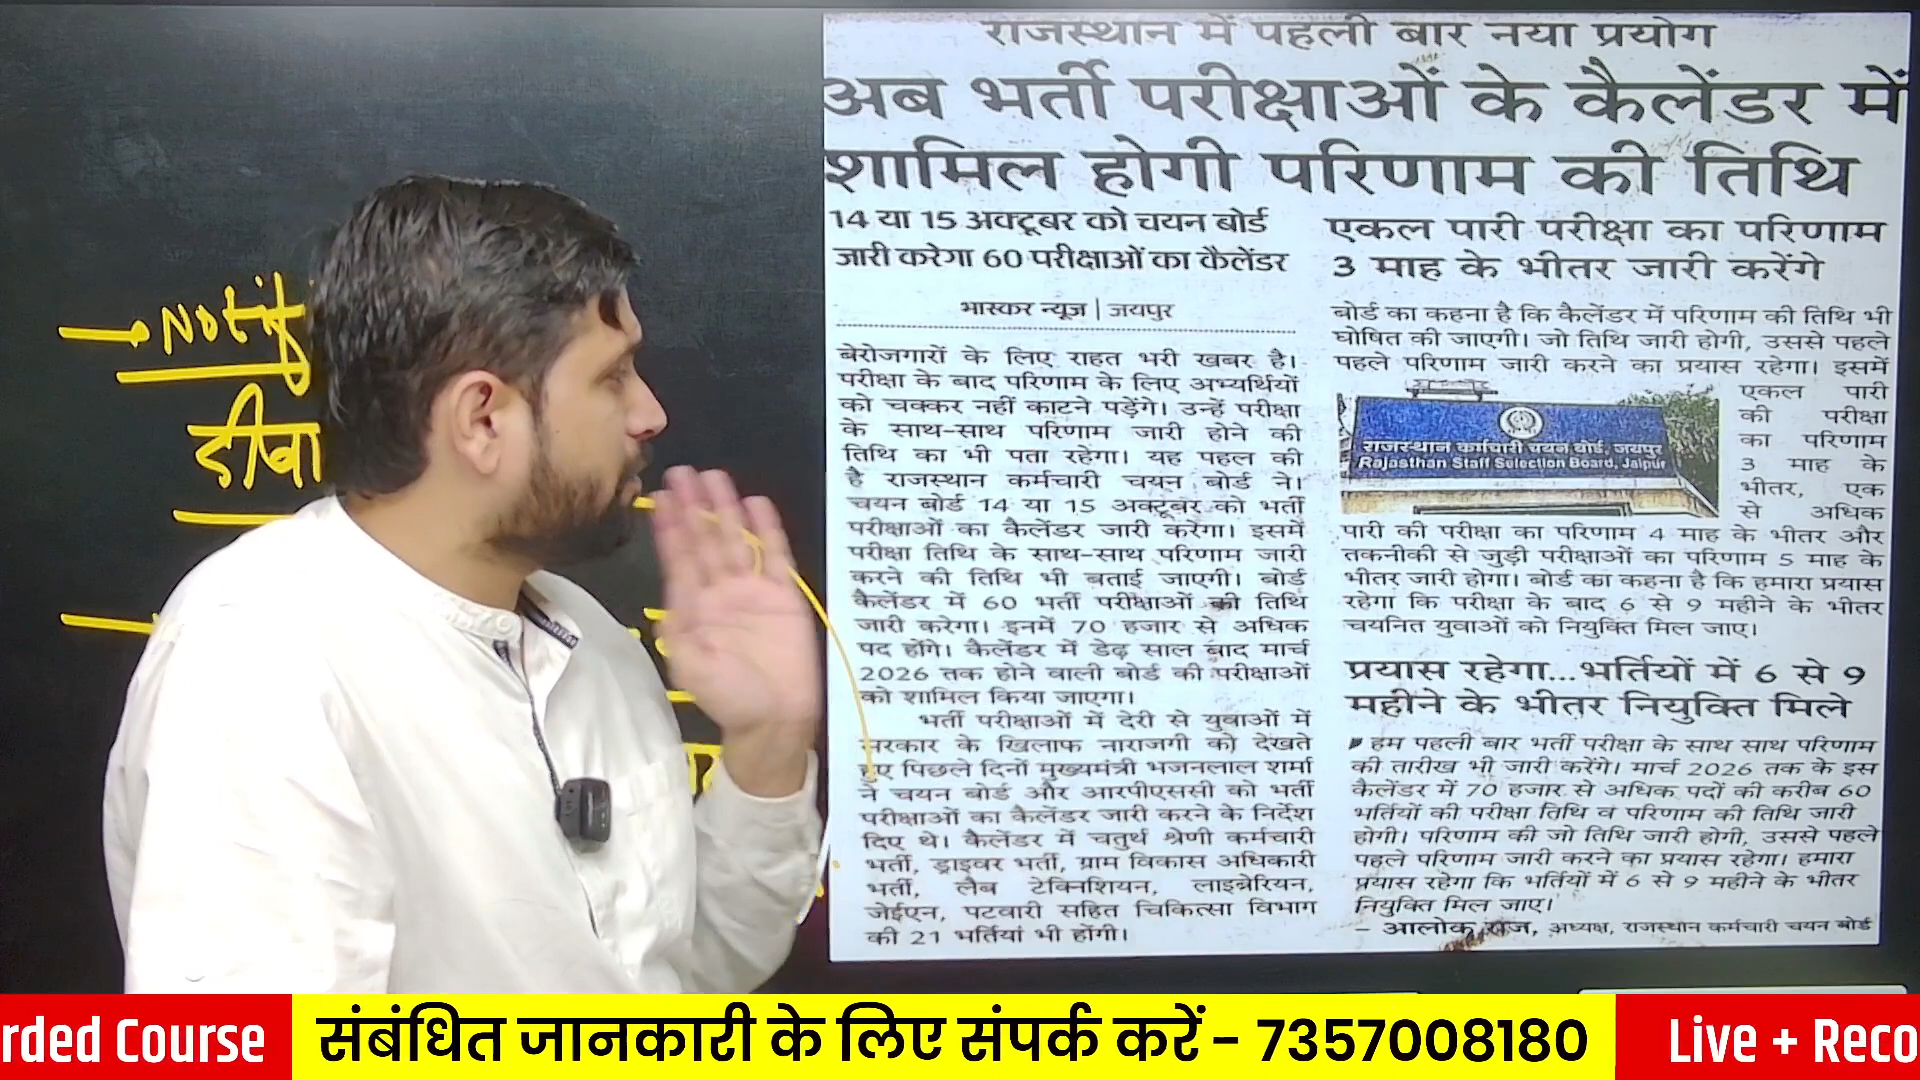 राजस्थान में पहली बार नया प्रयोग
अब भर्ती परीक्षाओं के कैलेंडर में
शामिल होगी परिणाम की तिथि
14 या 15 अक्टूबर को चयन बोर्ड
जारी करेगा 60 परीक्षाओं का कैलेंडर
भास्कर न्यूज | जयपुर
बेरोजगारों के लिए राहत भरी खबर है।
परीक्षा के बाद परिणाम के लिए अभ्यर्थियों
को चक्कर नहीं काटने पड़ेंगे। उन्हें परीक्षा
के साथ-साथ परिणाम जारी होने की
तिथि का भी पता रहेगा। यह पहल की
है राजस्थान कर्मचारी चयन बोर्ड ने।
चयन बोर्ड 14 या 15 अक्टूबर को भर्ती
परीक्षाओं का कैलेंडर जारी करेगा। इसमें
परीक्षा तिथि के साथ-साथ परिणाम जारी
करने की तिथि भी बताई जाएगी। बोर्ड
कैलेंडर में 60 भर्ती परीक्षाओं की तिथि
जारी करेगा। इनमें 70 हजार से अधिक
पद होंगे। कैलेंडर में डेढ़ साल बाद मार्च
2026 तक होने वाली बोर्ड की परीक्षाओं
को शामिल किया जाएगा।
भर्ती परीक्षाओं में देरी से युवाओं में
सरकार के खिलाफ नाराजगी को देखते
हुए पिछले दिनों मुख्यमंत्री भजनलाल शर्मा
ने चयन बोर्ड और आरपीएससी को भर्ती
परीक्षाओं का कैलेंडर जारी करने के निर्देश
दिए थे। कैलेंडर में चतुर्थ श्रेणी कर्मचारी
भर्ती, ड्राइवर भर्ती, ग्राम विकास अधिकारी
भर्ती, लैब टेक्निशियन, लाइब्रेरियन,
जेईएन, पटवारी सहित चिकित्सा विभाग
की 21 भर्तियां भी होंगी।
एकल पारी परीक्षा का परिणाम
3 माह के भीतर जारी करेंगे
बोर्ड का कहना है कि कैलेंडर में परिणाम की तिथि भी
घोषित की जाएगी। जो तिथि जारी होगी, उससे पहले
पहले परिणाम जारी करने का प्रयास रहेगा। इसमें
एकल पारी
की परीक्षा
का परिणाम
3 माह के
भीतर, एक
से अधिक
राजस्थान कर्मचारी चयन बोर्ड, जयपुर
Rajasthan Staff Selection Board, Jaipur
पारी की परीक्षा का परिणाम 4 माह के भीतर और
तकनीकी से जुड़ी परीक्षाओं का परिणाम 5 माह के
भीतर जारी होगा। बोर्ड का कहना है कि हमारा प्रयास
रहेगा कि परीक्षा के बाद 6 से 9 महीने के भीतर
चयनित युवाओं को नियुक्ति मिल जाए।
प्रयास रहेगा...भर्तियों में 6 से 9
महीने के भीतर नियुक्ति मिले
हम पहली बार भर्ती परीक्षा के साथ साथ परिणाम
की तारीख भी जारी करेंगे। मार्च 2026 तक के इस
कैलेंडर में 70 हजार से अधिक पदों की करीब 60
भर्तियों की परीक्षा तिथि व परिणाम की तिथि जारी
होगी। परिणाम की जो तिथि जारी होगी, उससे पहले
पहले परिणाम जारी करने का प्रयास रहेगा। हमारा
प्रयास रहेगा कि भर्तियों में 6 से 9 महीने के भीतर
नियुक्ति मिल जाए।
- आलोक राज, अध्यक्ष, राजस्थान कर्मचारी चयन बोर्ड
rded Course संबंधित जानकारी के लिए संपर्क करें - 7357008180 Live + Reco